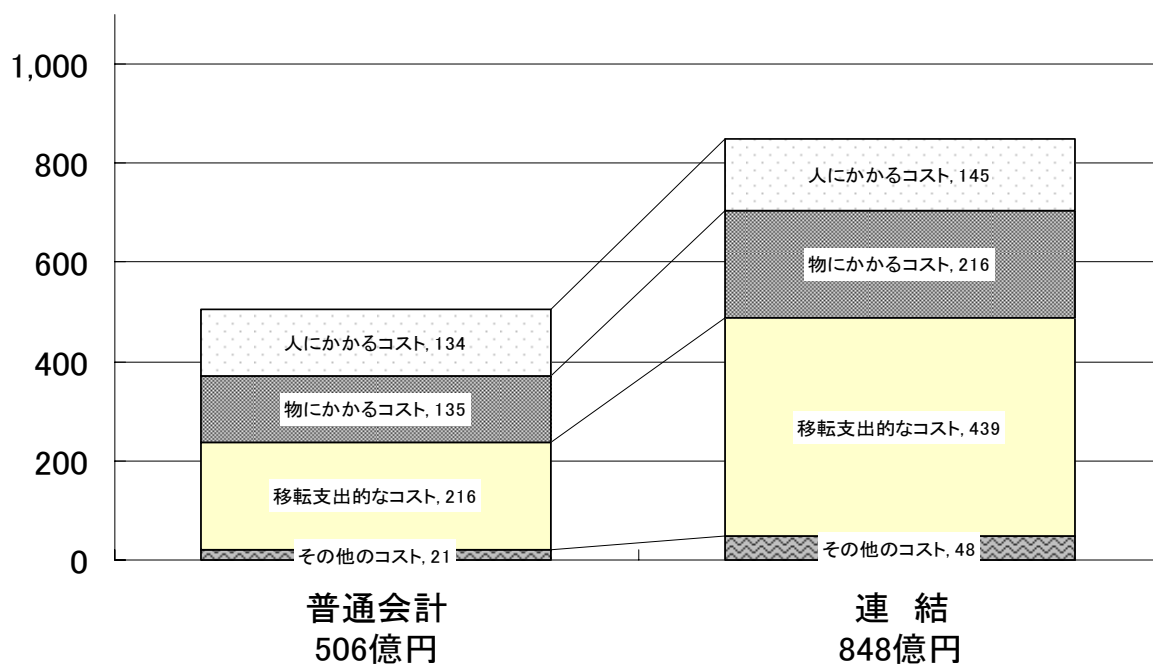 1,000
800
600
400
200
0
人にかかるコスト, 134
物にかかるコスト, 135
移転支出的なコスト, 216
その他のコスト, 21
人にかかるコスト, 145
物にかかるコスト, 216
移転支出的なコスト, 439
その他のコスト, 48
普通会計
506億円
連 結
848億円